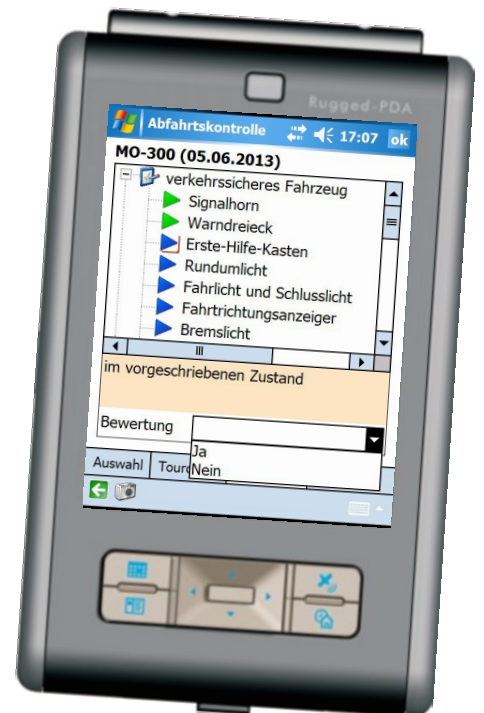 Rugged-PDA
Abfahrtskontrolle 17:07 ok
MO-300 (05.06.2013)
verkehrssicheres Fahrzeug
Signalhorn
Warndreieck
Erste-Hilfe-Kasten
Rundumlicht
Fahrlicht und Schlusslicht
Fahrtrichtungsanzeiger
Bremslicht
im vorgeschriebenen Zustand
Bewertung
Ja
Nein
Auswahl